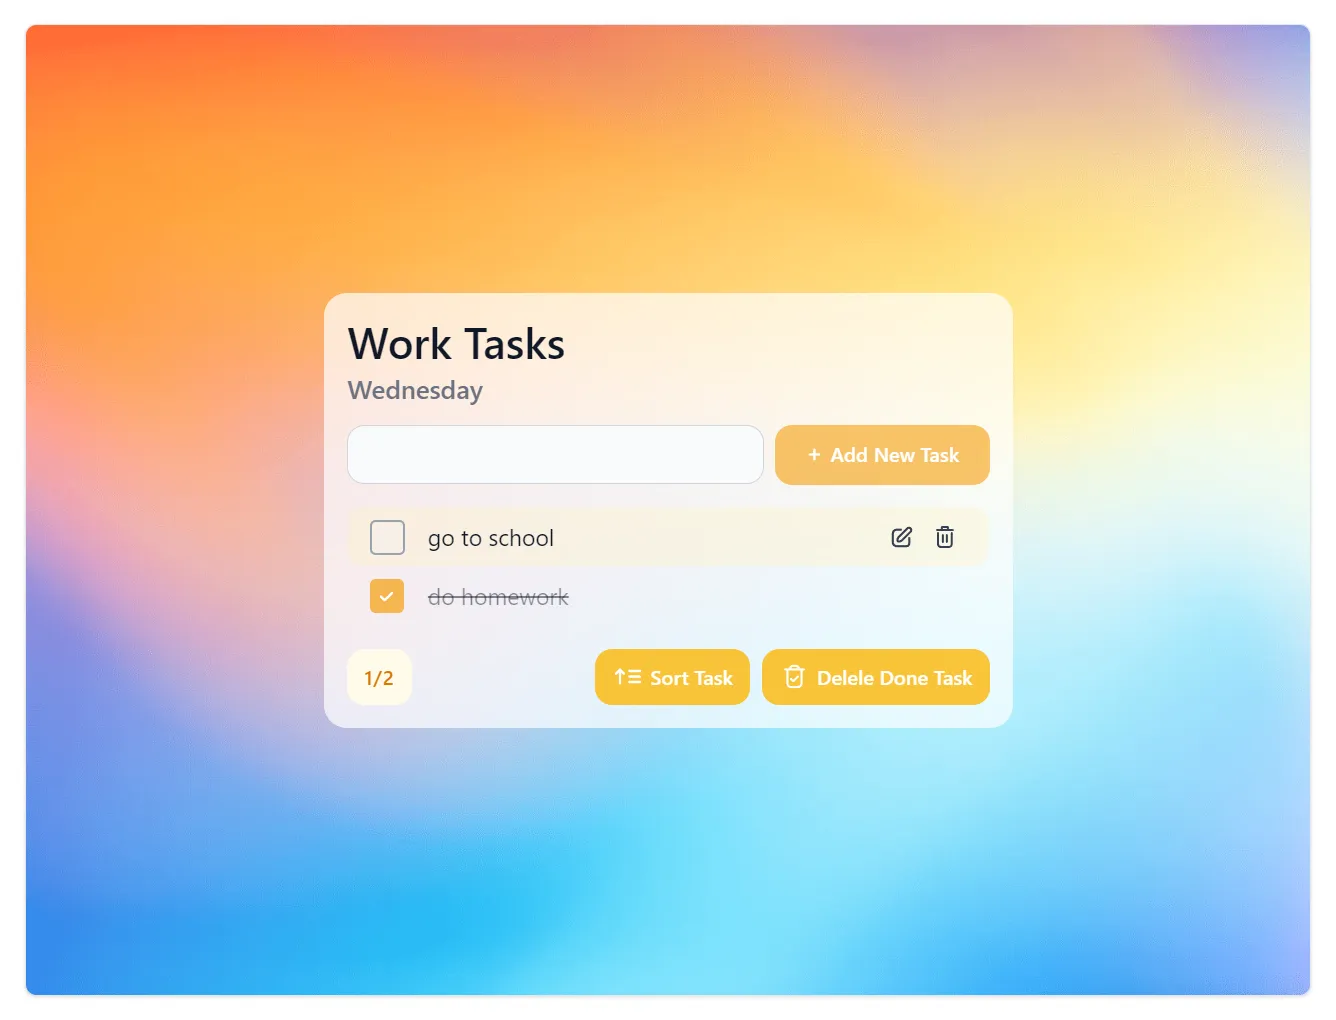 Work Tasks
Wednesday
+ Add New Task
go to school
do homework
1/2
Sort Task
Delele Done Task